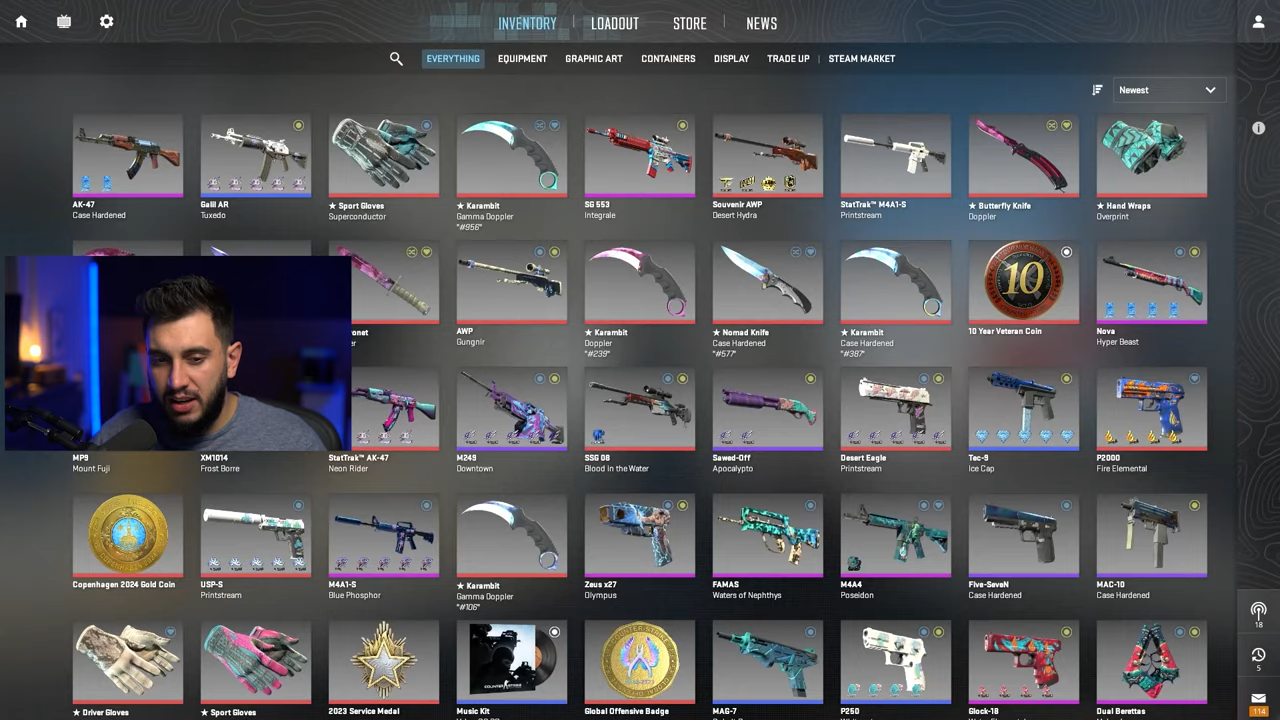 INVENTORY
LOADOUT
STORE
NEWS
EVERYTHING
EQUIPMENT
GRAPHIC ART
CONTAINERS
DISPLAY
TRADE UP
STEAM MARKET
Newest
AK-47
Case Hardened
Galil AR
Tuxedo
★ Sport Gloves
Superconductor
★ Karambit
Gamma Doppler
"#956"
SG 553
Integrale
Souvenir AWP
Desert Hydra
StatTrak™ M4A1-S
Printstream
★ Butterfly Knife
Doppler
★ Hand Wraps
Overprint
AWP
Gungnir
★ Karambit
Doppler
"#239"
★ Nomad Knife
Case Hardened
"#577"
★ Karambit
Case Hardened
"#387"
10
10 Year Veteran Coin
Nova
Hyper Beast
MP9
Mount Fuji
XM1014
Frost Borre
StatTrak™ AK-47
Neon Rider
M249
Downtown
SSG 08
Blood in the Water
Sawed-Off
Apocalypto
Desert Eagle
Printstream
Tec-9
Ice Cap
P2000
Fire Elemental
Copenhagen 2024 Gold Coin
USP-S
Printstream
M4A1-S
Blue Phosphor
★ Karambit
Gamma Doppler
"#106"
Zeus x27
Olympus
FAMAS
Waters of Nephthys
M4A4
Poseidon
Five-SeveN
Case Hardened
MAC-10
Case Hardened
18
5
114
★ Driver Gloves
★ Sport Gloves
2023 Service Medal
Music Kit
Global Offensive Badge
MAG-7
P250
Glock-18
Dual Berettas